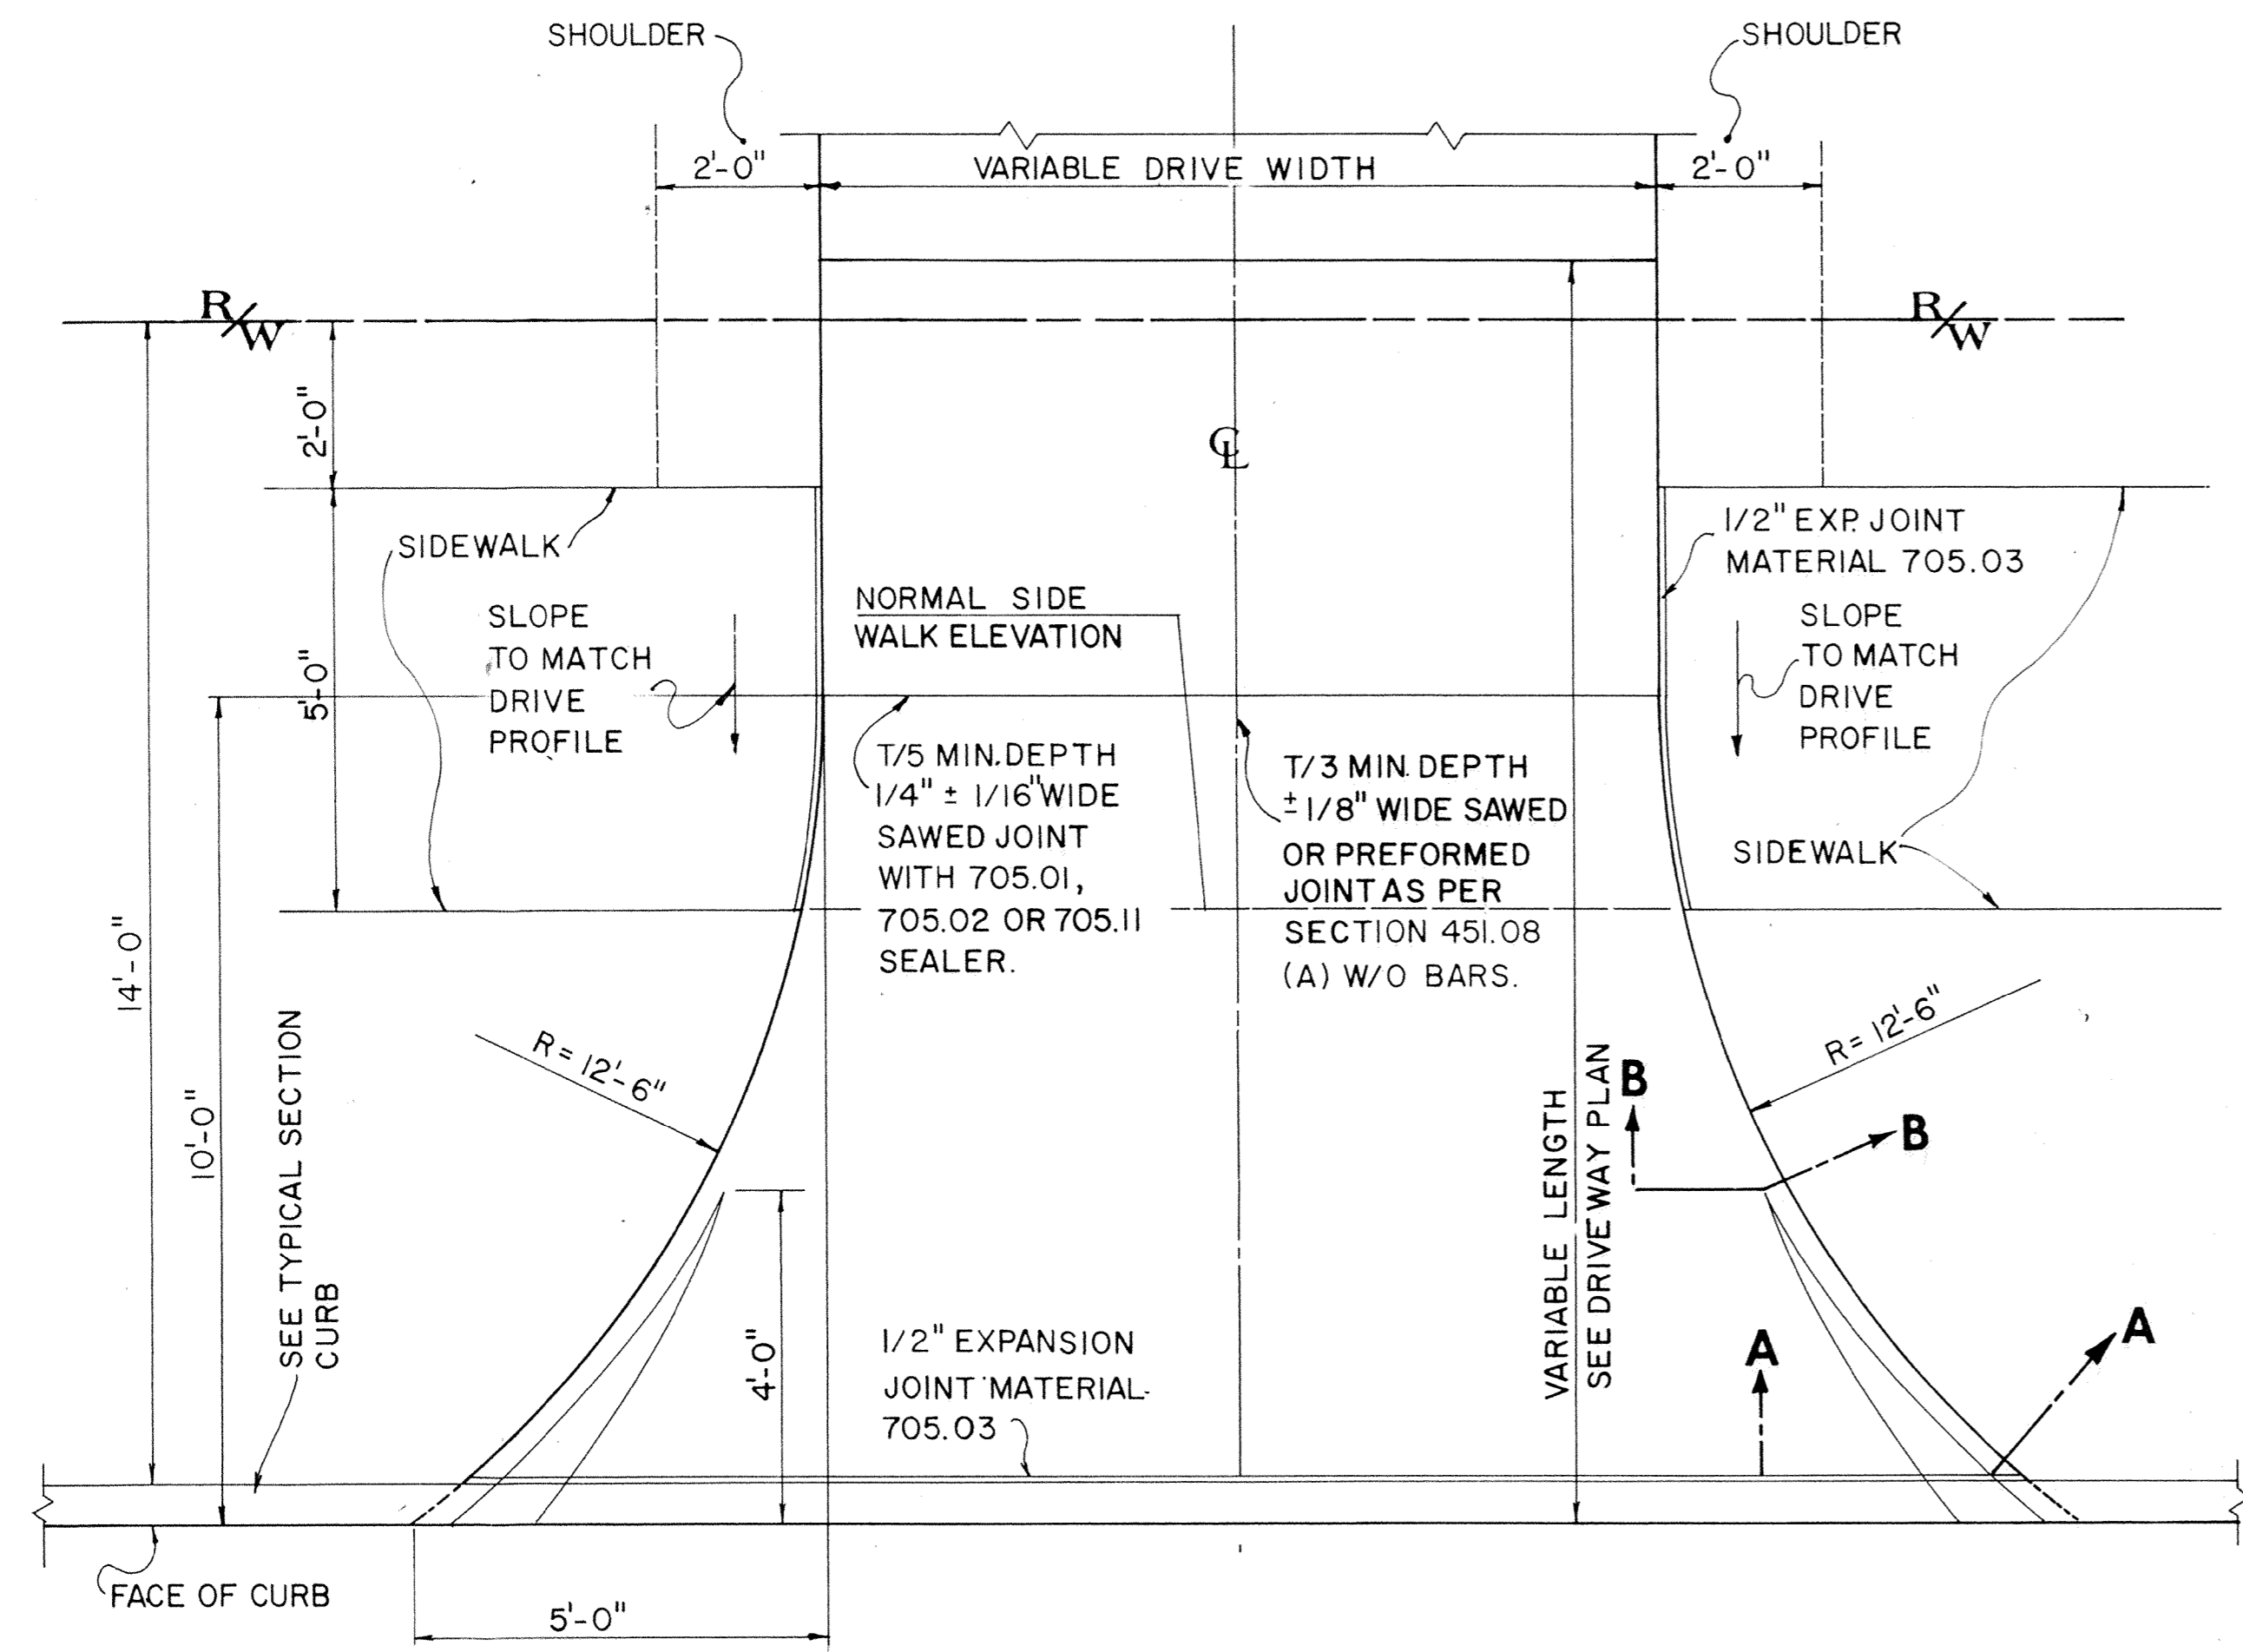 SHOULDER
SHOULDER
2'-0"
VARIABLE DRIVE WIDTH
2'-0"
R/W
R/W
2'-0"
℄
SIDEWALK
1/2" EXP. JOINT
MATERIAL 705.03
SLOPE
TO MATCH
DRIVE
PROFILE
5'-0"
NORMAL SIDE
WALK ELEVATION
SLOPE
TO MATCH
DRIVE
PROFILE
T/5 MIN. DEPTH
1/4" ± 1/16" WIDE
SAWED JOINT
WITH 705.01,
705.02 OR 705.11
SEALER.
T/3 MIN. DEPTH
±1/8" WIDE SAWED
OR PREFORMED
JOINT AS PER
SECTION 451.08
(A) W/O BARS.
SIDEWALK
14'-0"
10'-0"
SEE TYPICAL SECTION
CURB
R= 12'-6"
R= 12'-6"
B
B
VARIABLE LENGTH
SEE DRIVEWAY PLAN
4'-0"
1/2" EXPANSION
JOINT MATERIAL
705.03
A
A
FACE OF CURB
5'-0"